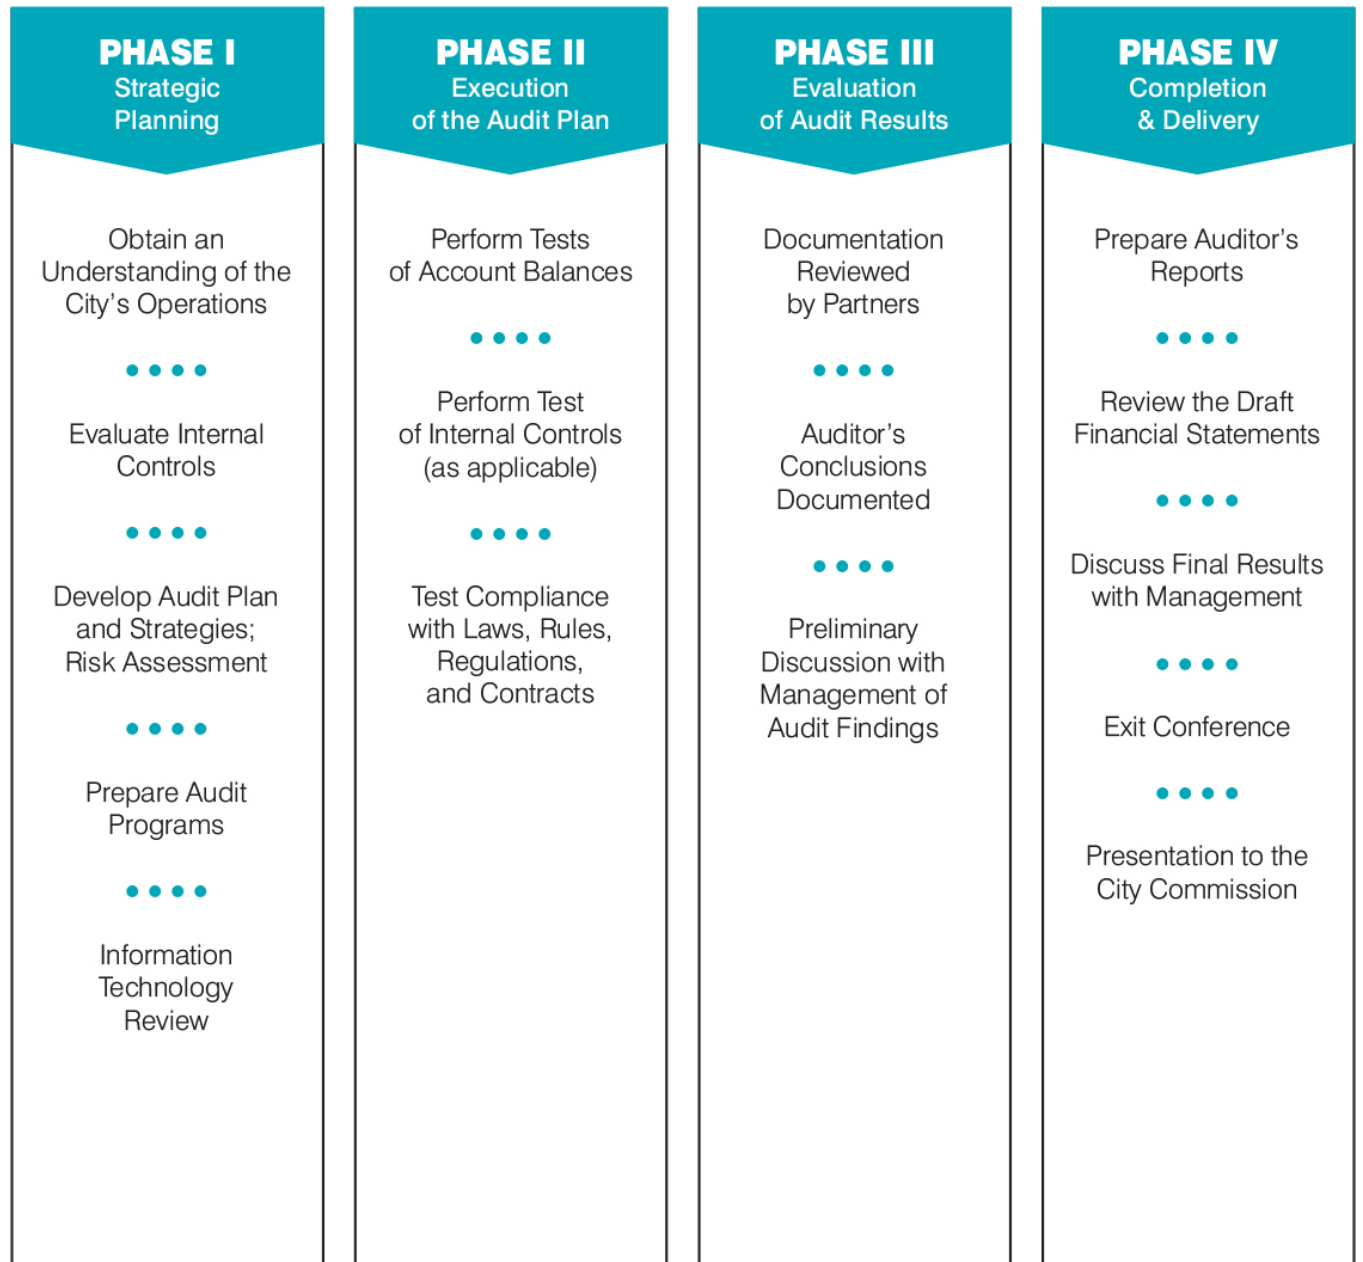 PHASE I
Strategic
Planning
Obtain an
Understanding of the
City's Operations
Evaluate Internal
Controls
Develop Audit Plan
and Strategies;
Risk Assessment
Prepare Audit
Programs
Information
Technology
Review
PHASE II
Execution
of the Audit Plan
Perform Tests
of Account Balances
Perform Test
of Internal Controls
(as applicable)
Test Compliance
with Laws, Rules,
Regulations,
and Contracts
PHASE III
Evaluation
of Audit Results
Documentation
Reviewed
by Partners
Auditor's
Conclusions
Documented
Preliminary
Discussion with
Management of
Audit Findings
PHASE IV
Completion
& Delivery
Prepare Auditor's
Reports
Review the Draft
Financial Statements
Discuss Final Results
with Management
Exit Conference
Presentation to the
City Commission